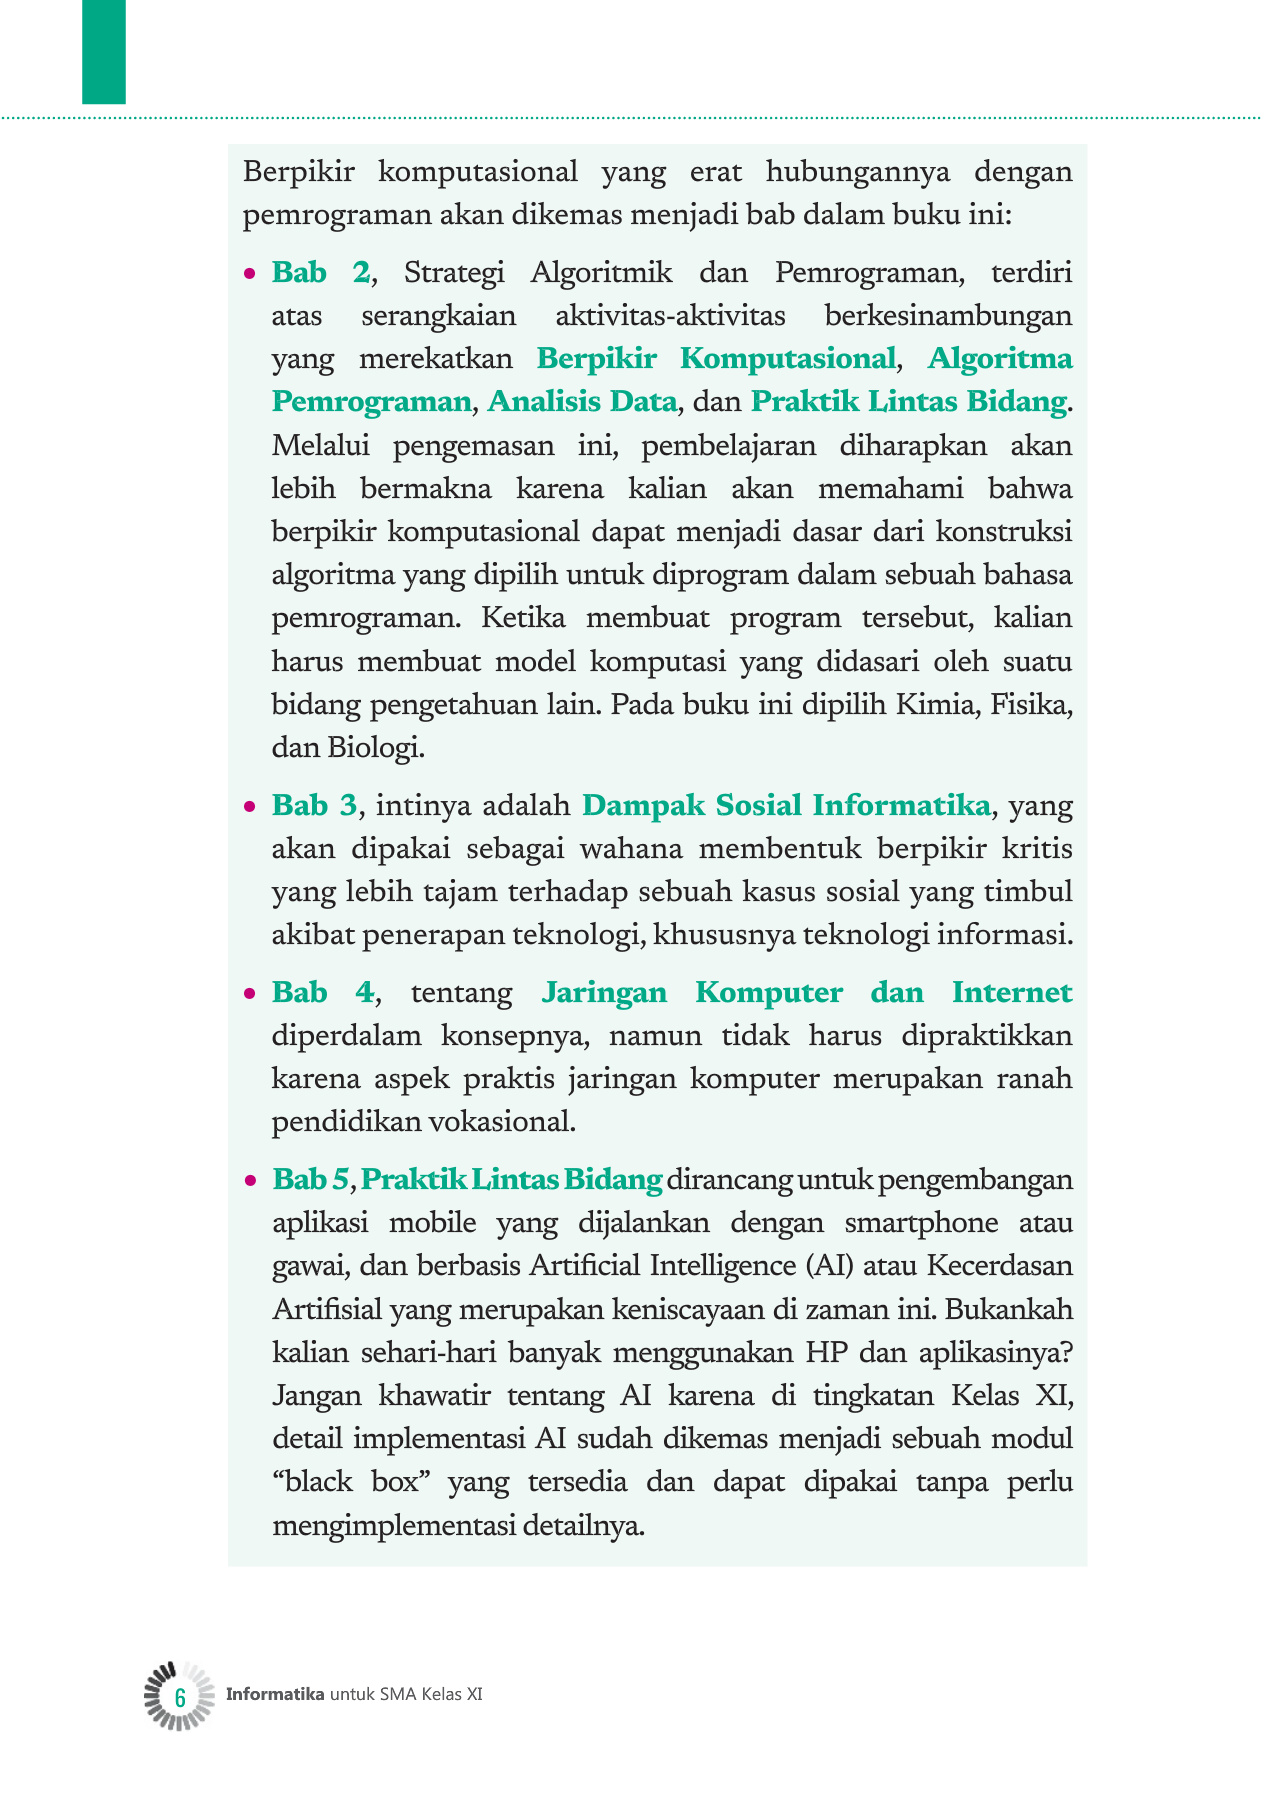 Berpikir komputasional yang erat hubungannya dengan
pemrograman akan dikemas menjadi bab dalam buku ini:
• Bab 2, Strategi Algoritmik dan Pemrograman, terdiri
atas serangkaian aktivitas-aktivitas berkesinambungan
yang merekatkan Berpikir Komputasional, Algoritma
Pemrograman, Analisis Data, dan Praktik Lintas Bidang.
Melalui pengemasan ini, pembelajaran diharapkan akan
lebih bermakna karena kalian akan memahami bahwa
berpikir komputasional dapat menjadi dasar dari konstruksi
algoritma yang dipilih untuk diprogram dalam sebuah bahasa
pemrograman. Ketika membuat program tersebut, kalian
harus membuat model komputasi yang didasari oleh suatu
bidang pengetahuan lain. Pada buku ini dipilih Kimia, Fisika,
dan Biologi.
• Bab 3, intinya adalah Dampak Sosial Informatika, yang
akan dipakai sebagai wahana membentuk berpikir kritis
yang lebih tajam terhadap sebuah kasus sosial yang timbul
akibat penerapan teknologi, khususnya teknologi informasi.
• Bab 4, tentang Jaringan Komputer dan Internet
diperdalam konsepnya, namun tidak harus dipraktikkan
karena aspek praktis jaringan komputer merupakan ranah
pendidikan vokasional.
• Bab 5, Praktik Lintas Bidang dirancang untuk pengembangan
aplikasi mobile yang dijalankan dengan smartphone atau
gawai, dan berbasis Artificial Intelligence (AI) atau Kecerdasan
Artifisial yang merupakan keniscayaan di zaman ini. Bukankah
kalian sehari-hari banyak menggunakan HP dan aplikasinya?
Jangan khawatir tentang AI karena di tingkatan Kelas XI,
detail implementasi AI sudah dikemas menjadi sebuah modul
“black box” yang tersedia dan dapat dipakai tanpa perlu
mengimplementasi detailnya.
6 Informatika untuk SMA Kelas XI